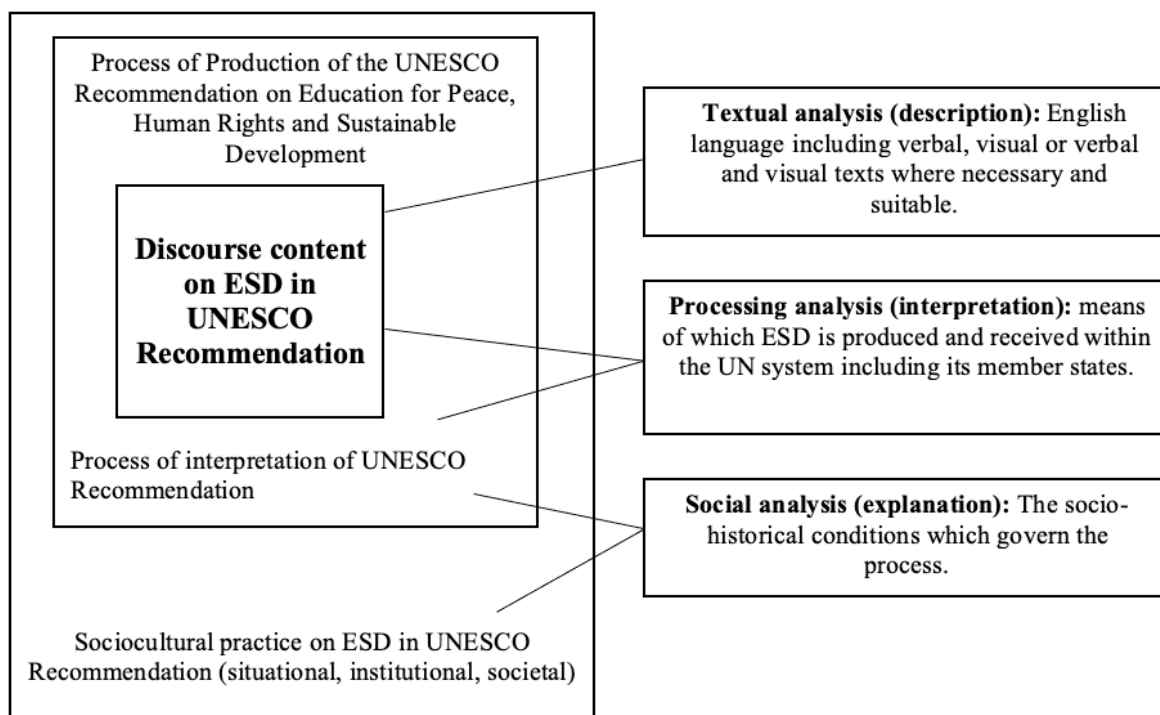 Process of Production of the UNESCO
Recommendation on Education for Peace,
Human Rights and Sustainable
Development
Discourse content
on ESD in
UNESCO
Recommendation
Process of interpretation of UNESCO
Recommendation
Sociocultural practice on ESD in UNESCO
Recommendation (situational, institutional, societal)
Textual analysis (description): English
language including verbal, visual or verbal
and visual texts where necessary and
suitable.
Processing analysis (interpretation): means
of which ESD is produced and received within
the UN system including its member states.
Social analysis (explanation): The socio-
historical conditions which govern the
process.